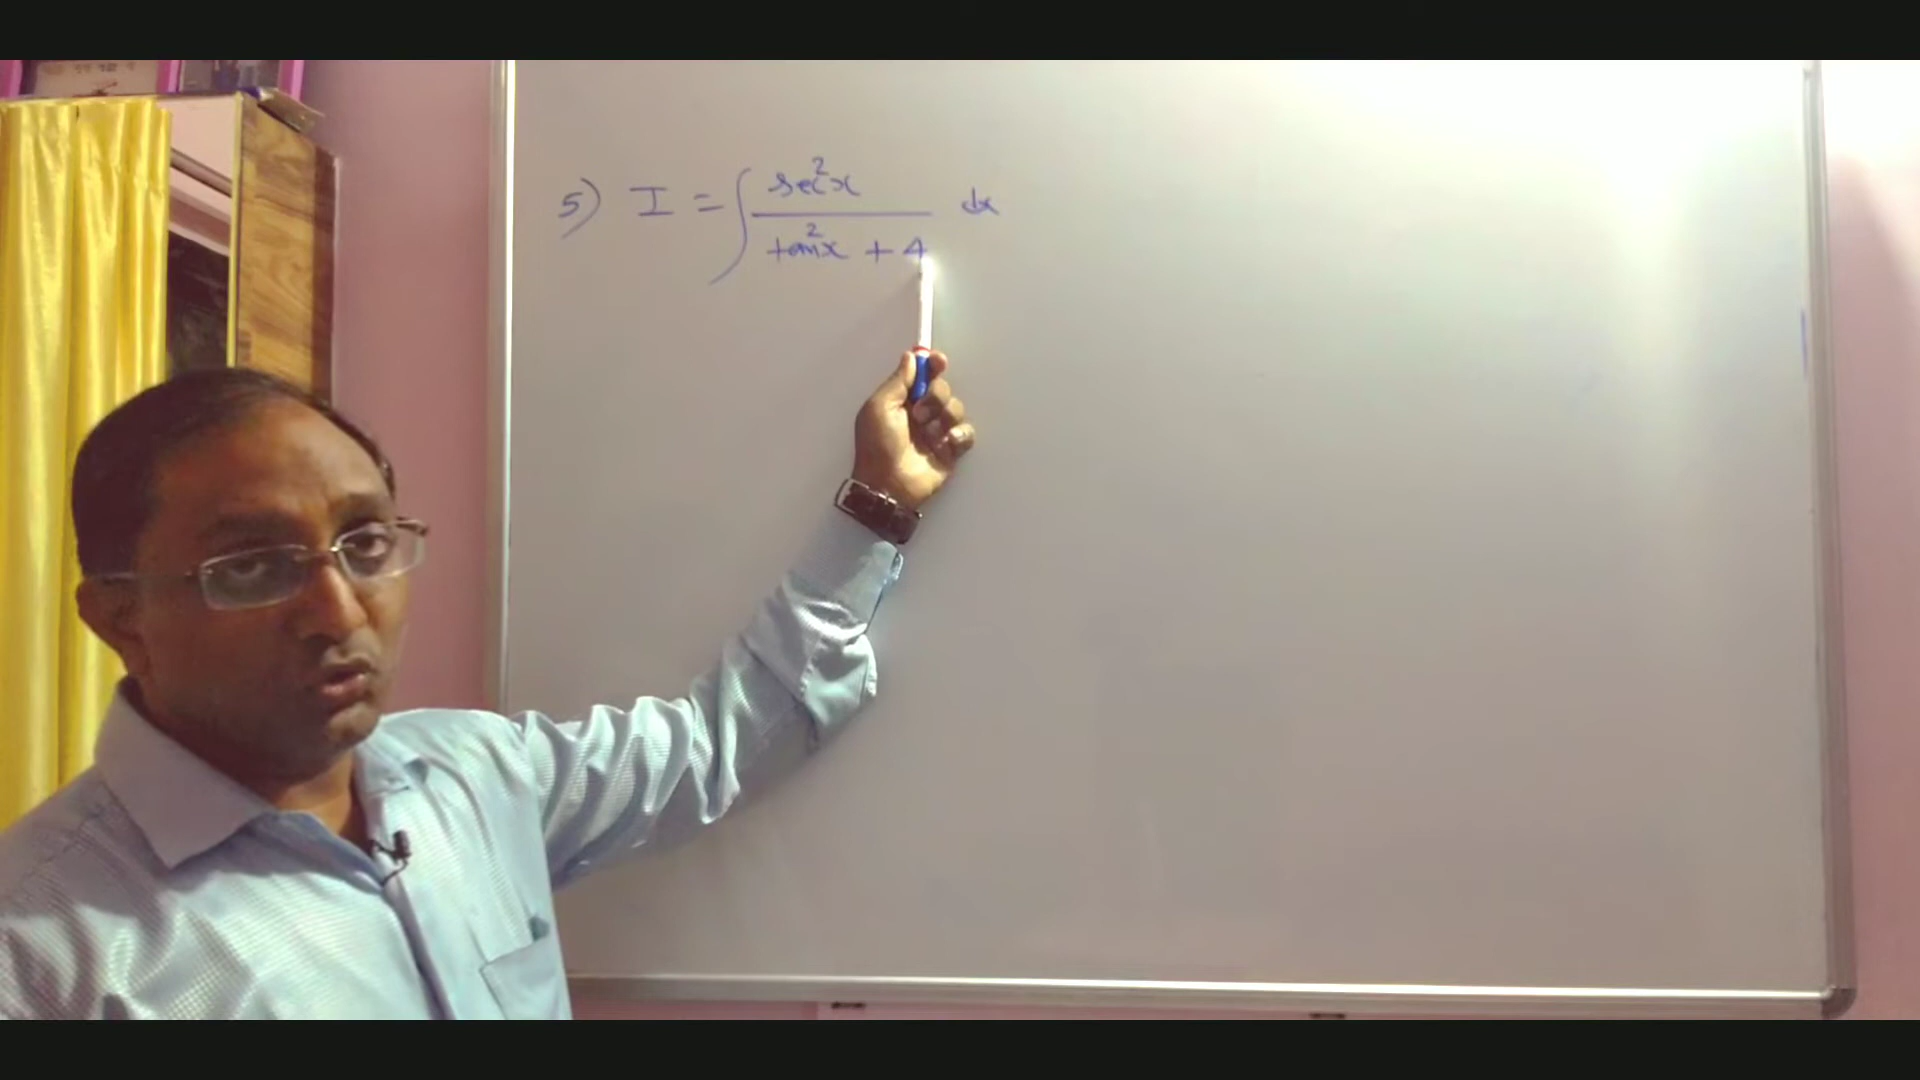 5) I = ∫ sec²x / tan²x + 4 dx